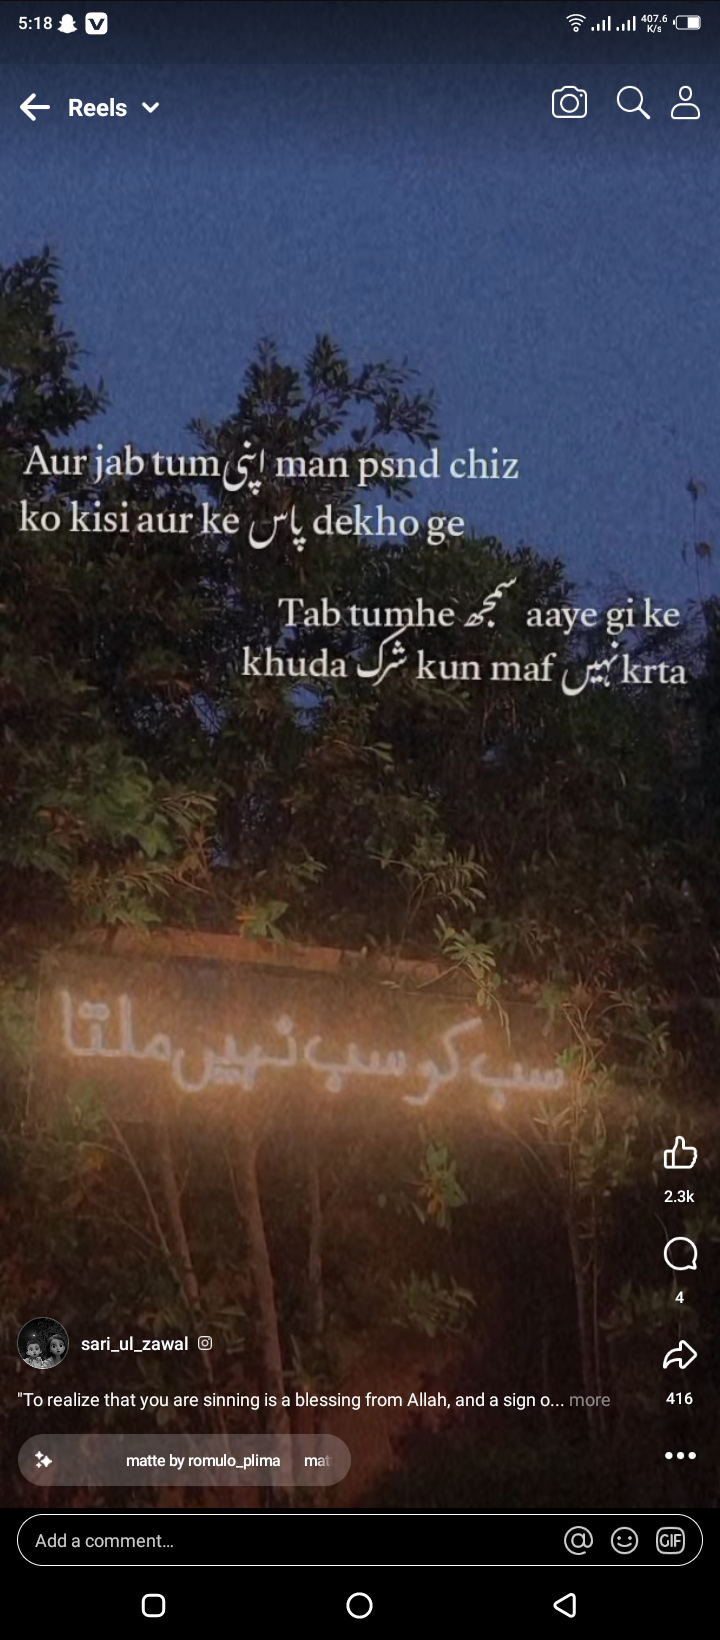 5:18
407.6
K/s
Reels
Aur jab tum اپنی man psnd chiz
ko kisi aur ke پاس dekho ge
Tab tumhe سمجھ aaye gi ke
khuda شرک kun maf نہیں krta
سب کو سب نہیں ملتا
2.3k
4
sari_ul_zawal
"To realize that you are sinning is a blessing from Allah, and a sign o... more
416
matte by romulo_plima mat
Add a comment...
GIF